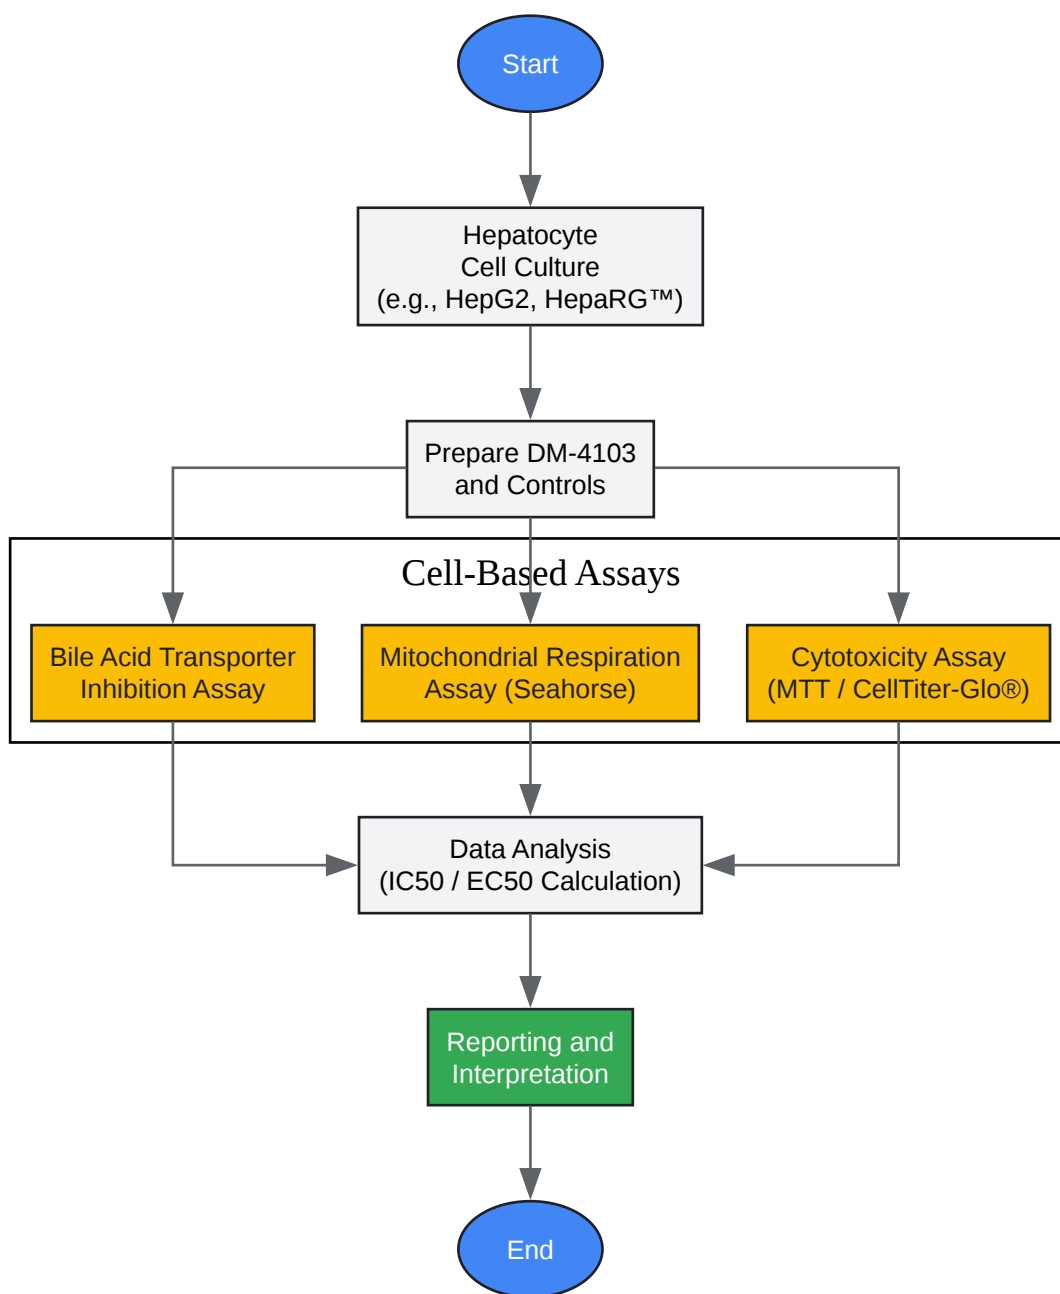 Start
Hepatocyte
Cell Culture
(e.g., HepG2, HepaRG™)
Prepare DM-4103
and Controls
Cell-Based Assays
Bile Acid Transporter
Inhibition Assay
Mitochondrial Respiration
Assay (Seahorse)
Cytotoxicity Assay
(MTT / CellTiter-Glo®)
Data Analysis
(IC50 / EC50 Calculation)
Reporting and
Interpretation
End